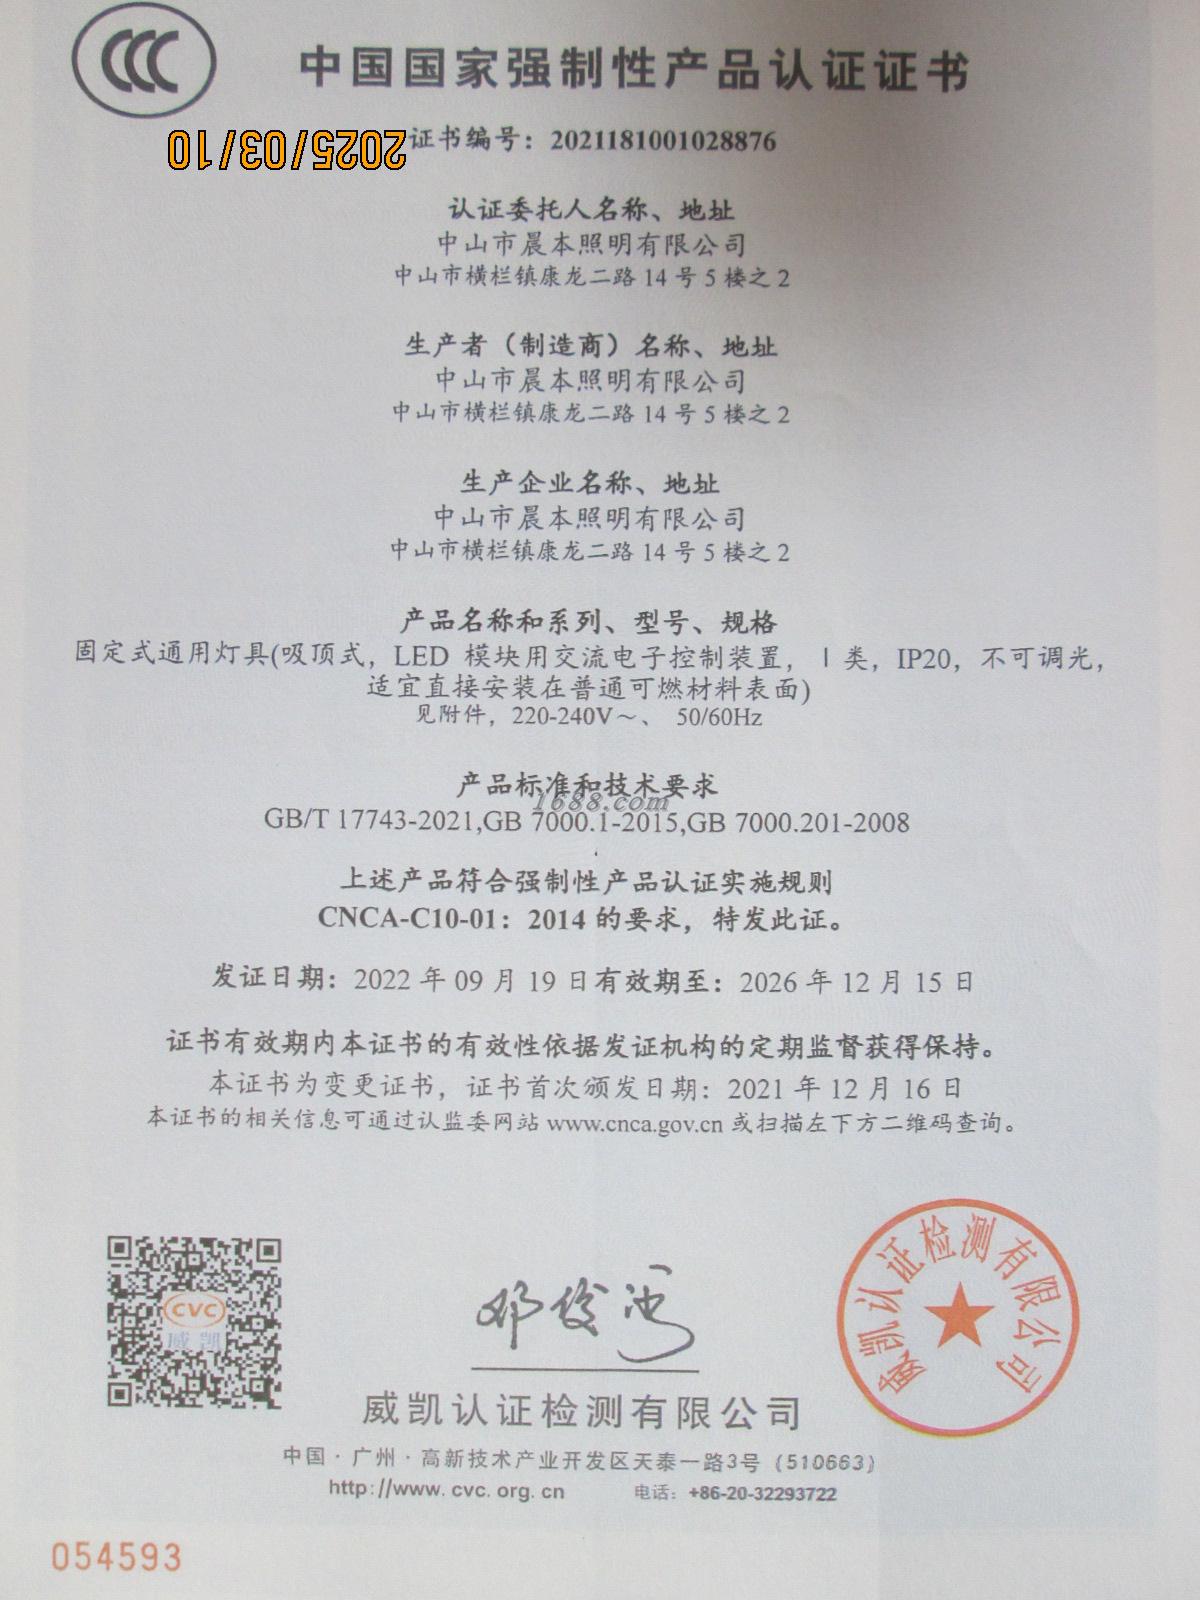 CCC
中国国家强制性产品认证证书
2025/03/10
证书编号：2021181001028876
认证委托人名称、地址
中山市晨本照明有限公司
中山市横栏镇康龙二路 14 号 5 楼之 2
生产者（制造商）名称、地址
中山市晨本照明有限公司
中山市横栏镇康龙二路 14 号 5 楼之 2
生产企业名称、地址
中山市晨本照明有限公司
中山市横栏镇康龙二路 14 号 5 楼之 2
产品名称和系列、型号、规格
固定式通用灯具(吸顶式，LED 模块用交流电子控制装置，Ⅰ类，IP20，不可调光，
适宜直接安装在普通可燃材料表面)
见附件，220-240V～、 50/60Hz
产品标准和技术要求
1688.com
GB/T 17743-2021,GB 7000.1-2015,GB 7000.201-2008
上述产品符合强制性产品认证实施规则
CNCA-C10-01：2014 的要求，特发此证。
发证日期：2022 年 09 月 19 日有效期至：2026 年 12 月 15 日
证书有效期内本证书的有效性依据发证机构的定期监督获得保持。
本证书为变更证书，证书首次颁发日期：2021 年 12 月 16 日
本证书的相关信息可通过认监委网站 www.cnca.gov.cn 或扫描左下方二维码查询。
CVC
威凯
威凯认证检测有限公司
威凯认证检测有限公司
中国·广州·高新技术产业开发区天泰一路3号（510663）
http://www.cvc.org.cn 电话：+86-20-32293722
054593